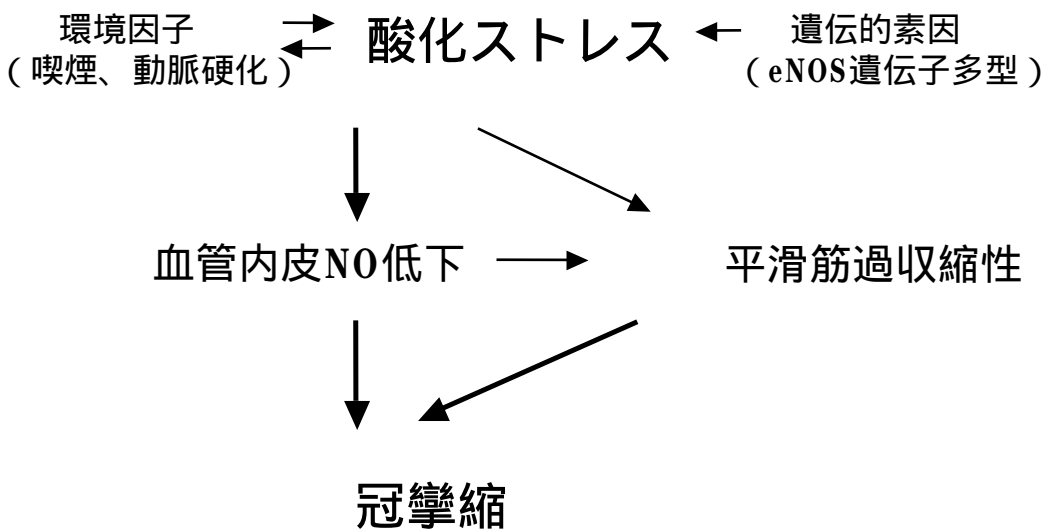 環境因子
(喫煙、動脈硬化)
酸化ストレス
遺伝的素因
(eNOS遺伝子多型)
血管内皮NO低下
平滑筋過収縮性
冠攣縮